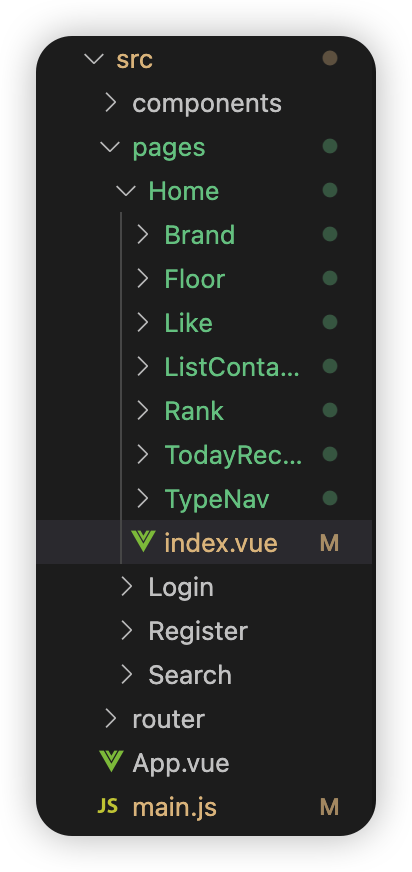 src
components
pages
Home
Brand
Floor
Like
ListConta...
Rank
TodayRec...
TypeNav
index.vue M
Login
Register
Search
router
App.vue
JS main.js M